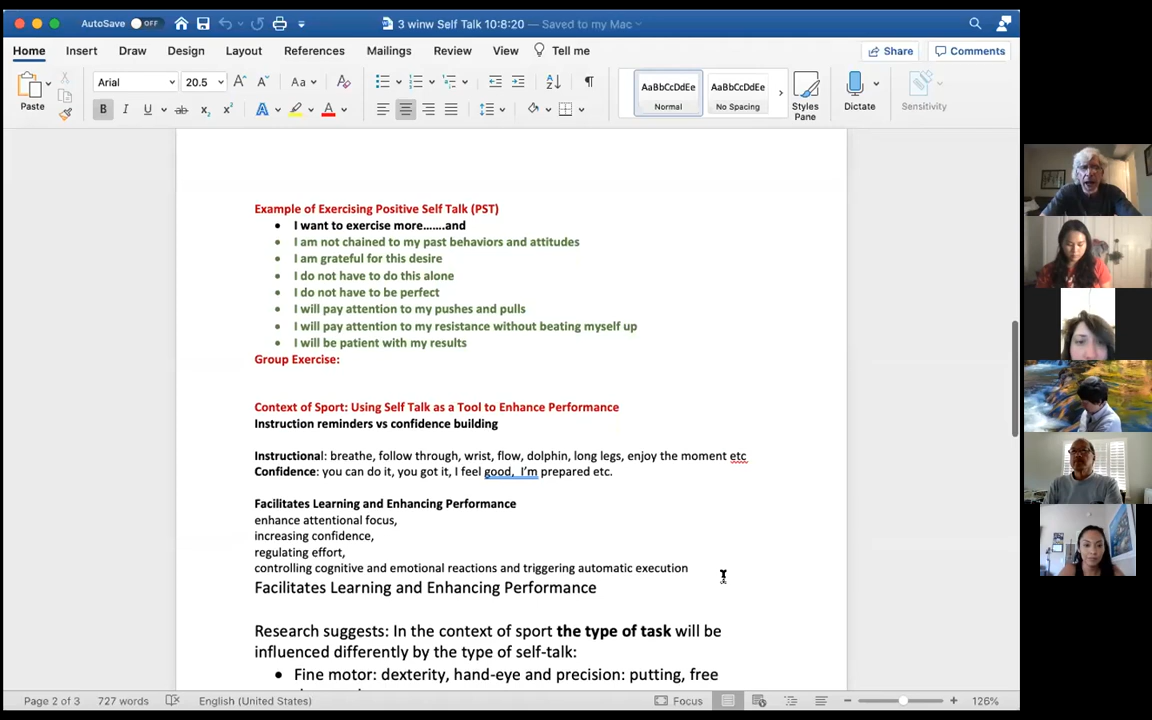 AutoSave OFF 3 winw Self Talk 10:8:20 — Saved to my Mac
Home Insert Draw Design Layout References Mailings Review View Tell me Share Comments
Arial 20.5 Aa AaBbCcDdEe AaBbCcDdEe
Paste B I U ab x2 x2 A A Normal No Spacing Styles Pane Dictate Sensitivity
Example of Exercising Positive Self Talk (PST)
• I want to exercise more…….and
• I am not chained to my past behaviors and attitudes
• I am grateful for this desire
• I do not have to do this alone
• I do not have to be perfect
• I will pay attention to my pushes and pulls
• I will pay attention to my resistance without beating myself up
• I will be patient with my results
Group Exercise:
Context of Sport: Using Self Talk as a Tool to Enhance Performance
Instruction reminders vs confidence building
Instructional: breathe, follow through, wrist, flow, dolphin, long legs, enjoy the moment etc
Confidence: you can do it, you got it, I feel good, I'm prepared etc.
Facilitates Learning and Enhancing Performance
enhance attentional focus,
increasing confidence,
regulating effort,
controlling cognitive and emotional reactions and triggering automatic execution
Facilitates Learning and Enhancing Performance
Research suggests: In the context of sport the type of task will be
influenced differently by the type of self-talk:
• Fine motor: dexterity, hand-eye and precision: putting, free
Page 2 of 3 727 words English (United States) Focus 126%